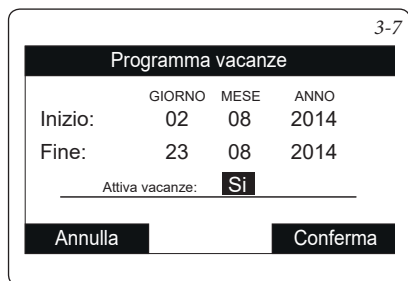 3-7
Programma vacanze
GIORNO MESE ANNO
Inizio: 02 08 2014
Fine: 23 08 2014
Attiva vacanze: Si
Annulla Conferma